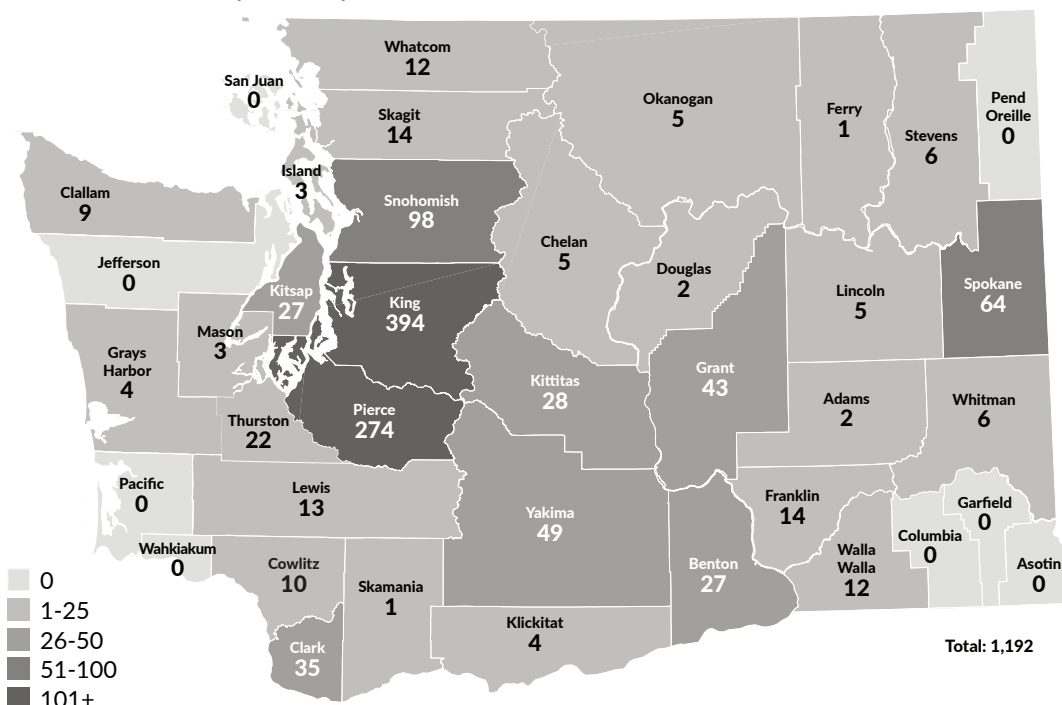 Whatcom
12
San Juan
0
Skagit
14
Okanogan
5
Ferry
1
Stevens
6
Pend
Oreille
0
Island
3
Clallam
9
Snohomish
98
Chelan
5
Jefferson
0
Douglas
2
Lincoln
5
Spokane
64
Kitsap
27
King
394
Mason
3
Grays
Harbor
4
Kittitas
28
Grant
43
Adams
2
Whitman
6
Thurston
22
Pierce
274
Pacific
0
Lewis
13
Yakima
49
Franklin
14
Garfield
0
Columbia
0
Wahkiakum
0
Cowlitz
10
Skamania
1
Benton
27
Walla
Walla
12
Asotin
0
Klickitat
4
Clark
35
0
1-25
26-50
51-100
101+
Total: 1,192